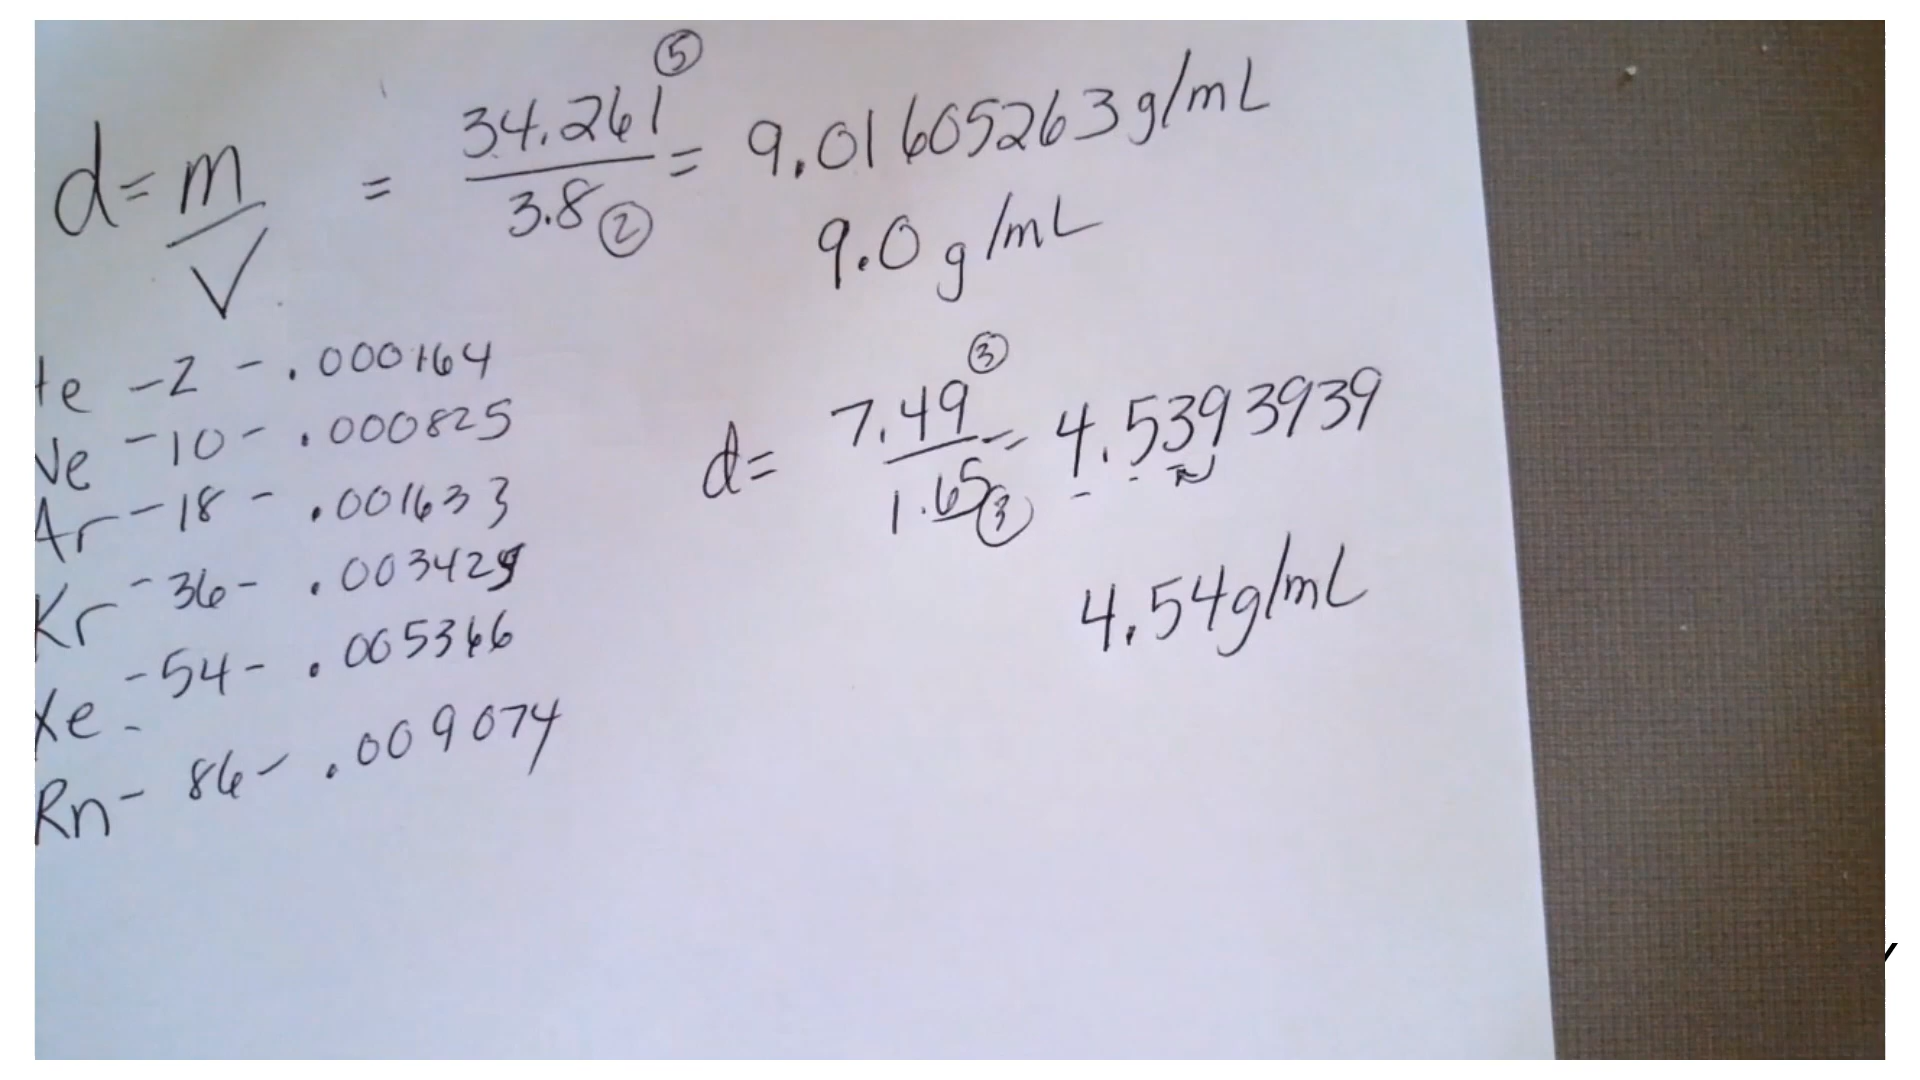 d = m/V = 34.261 ⑤ / 3.8 ② = 9.016605263 g/mL
9.0 g/mL
He - 2 - .000164
Ne - 10 - .000825
Ar - 18 - .001633
Kr - 36 - .003425
Xe - 54 - .005366
Rn - 86 - .009074
d = 7.49 ③ / 1.65 ③ = 4.5393939
4.54 g/mL